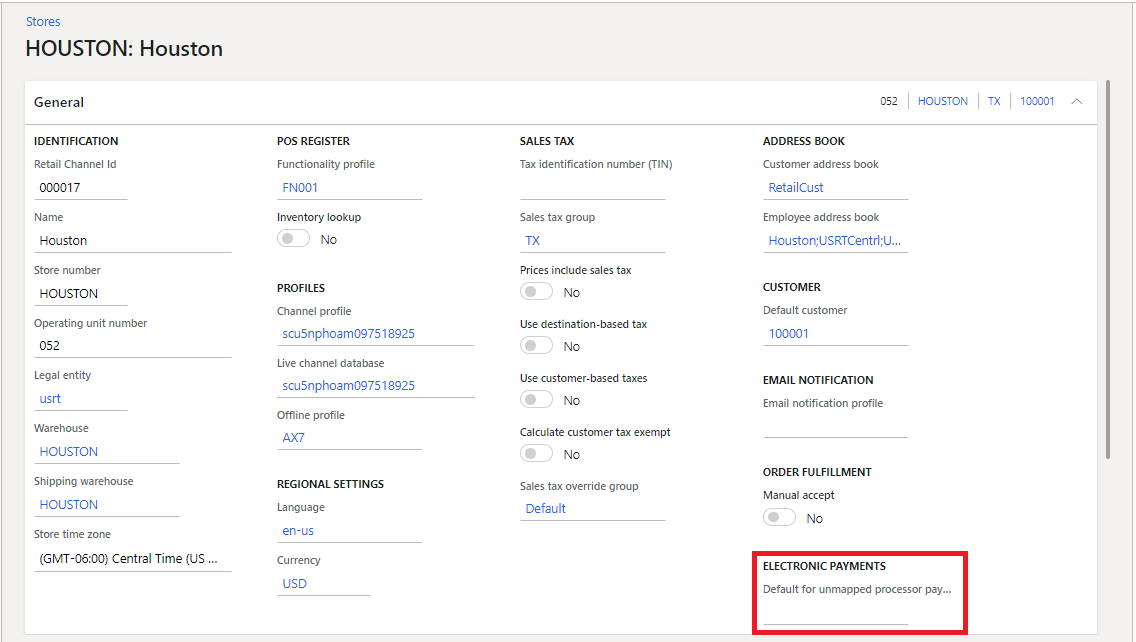 Stores
HOUSTON: Houston
General
052
HOUSTON
TX
100001
IDENTIFICATION
Retail Channel Id
000017
Name
Houston
Store number
HOUSTON
Operating unit number
052
Legal entity
usrt
Warehouse
HOUSTON
Shipping warehouse
HOUSTON
Store time zone
(GMT-06:00) Central Time (US ...
POS REGISTER
Functionality profile
FN001
Inventory lookup
No
PROFILES
Channel profile
scu5nphoam097518925
Live channel database
scu5nphoam097518925
Offline profile
AX7
REGIONAL SETTINGS
Language
en-us
Currency
USD
SALES TAX
Tax identification number (TIN)
Sales tax group
TX
Prices include sales tax
No
Use destination-based tax
No
Use customer-based taxes
No
Calculate customer tax exempt
No
Sales tax override group
Default
ADDRESS BOOK
Customer address book
RetailCust
Employee address book
Houston;USRTCentrl;U...
CUSTOMER
Default customer
100001
EMAIL NOTIFICATION
Email notification profile
ORDER FULFILLMENT
Manual accept
No
ELECTRONIC PAYMENTS
Default for unmapped processor pay...